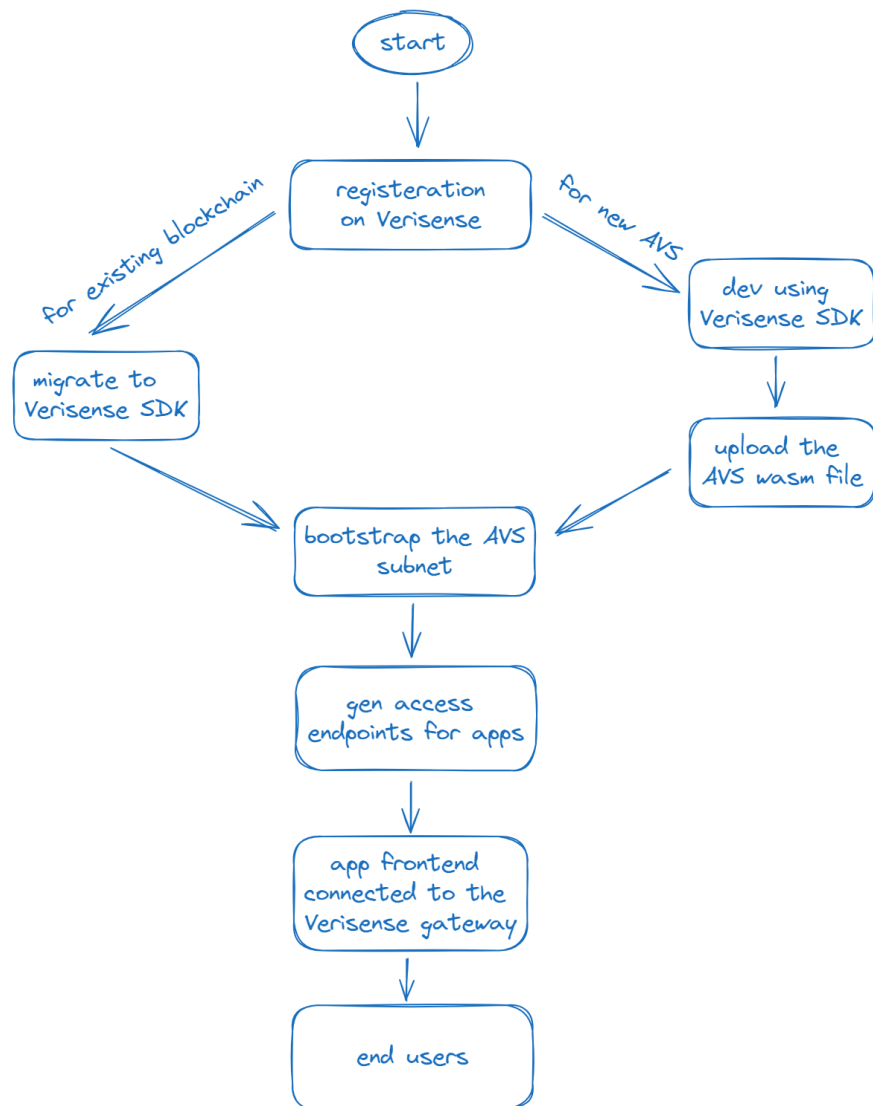 start
registeration
on Verisense
for existing blockchain
for new AVS
dev using
Verisense SDK
migrate to
Verisense SDK
upload the
AVS wasm file
bootstrap the AVS
subnet
gen access
endpoints for apps
app frontend
connected to the
Verisense gateway
end users